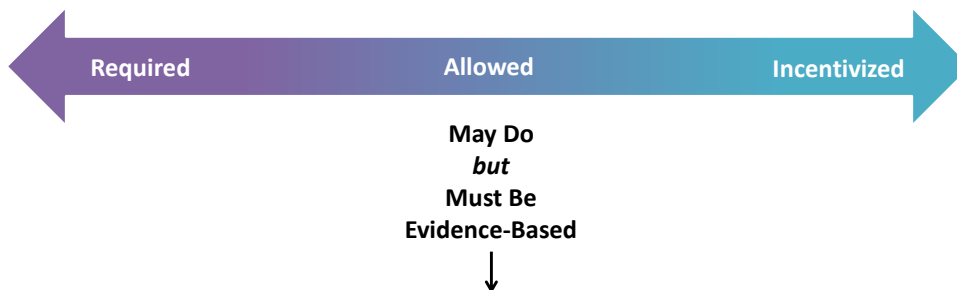 Required Allowed Incentivized
May Do
but
Must Be
Evidence-Based